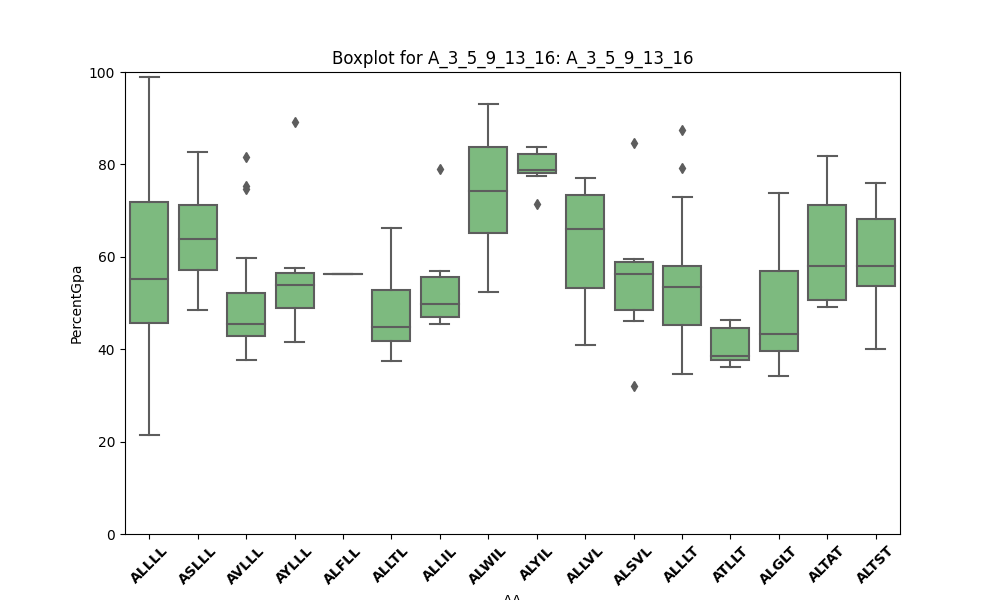 Boxplot for A_3_5_9_13_16: A_3_5_9_13_16
100
80
60
40
20
0
PercentGpa
ALLLL ASLLL AVLLL AYLLL ALFLL ALLTL ALLIL ALWIL ALYIL ALLVL ALSVL ALLLT ATLLT ALGLT ALTAT ALTST
AA